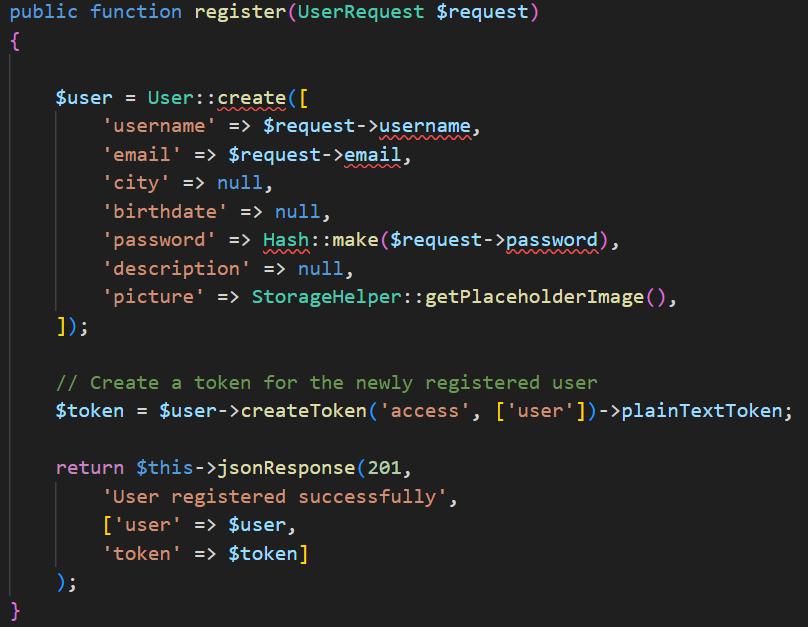 public function register(UserRequest $request)
{
$user = User::create([
'username' => $request->username,
'email' => $request->email,
'city' => null,
'birthdate' => null,
'password' => Hash::make($request->password),
'description' => null,
'picture' => StorageHelper::getPlaceholderImage(),
]);
// Create a token for the newly registered user
$token = $user->createToken('access', ['user'])->plainTextToken;
return $this->jsonResponse(201,
'User registered successfully',
['user' => $user,
'token' => $token]
);
}